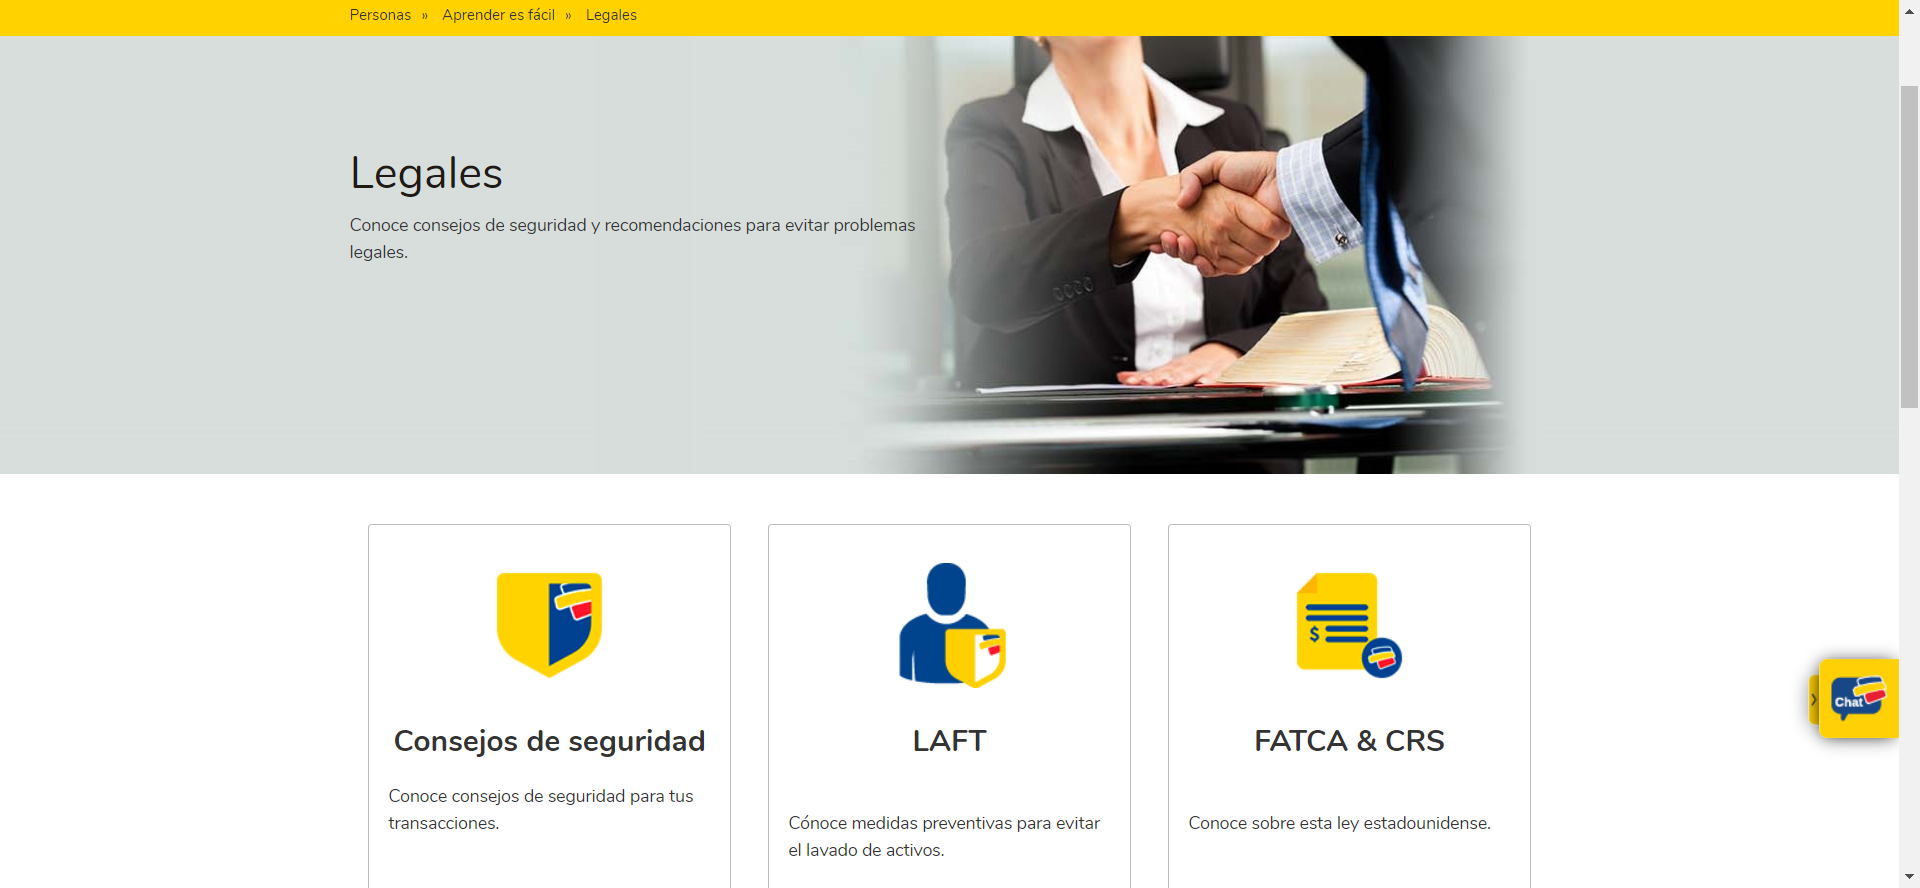 Personas » Aprender es fácil » Legales
Legales
Conoce consejos de seguridad y recomendaciones para evitar problemas
legales.
Consejos de seguridad
Conoce consejos de seguridad para tus
transacciones.
LAFT
Cónoce medidas preventivas para evitar
el lavado de activos.
$
FATCA & CRS
Conoce sobre esta ley estadounidense.
Chat